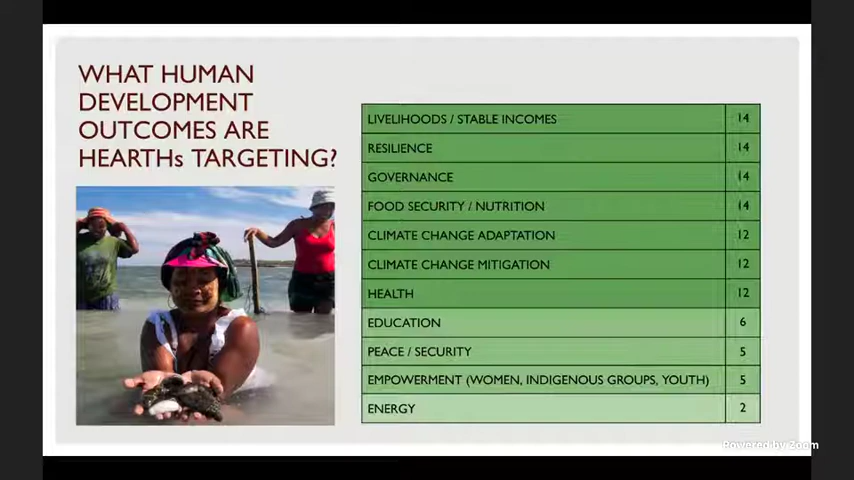 WHAT HUMAN
DEVELOPMENT
OUTCOMES ARE
HEARTHs TARGETING?
LIVELIHOODS / STABLE INCOMES 14
RESILIENCE 14
GOVERNANCE 14
FOOD SECURITY / NUTRITION 14
CLIMATE CHANGE ADAPTATION 12
CLIMATE CHANGE MITIGATION 12
HEALTH 12
EDUCATION 6
PEACE / SECURITY 5
EMPOWERMENT (WOMEN, INDIGENOUS GROUPS, YOUTH) 5
ENERGY 2
Powered by Zoom